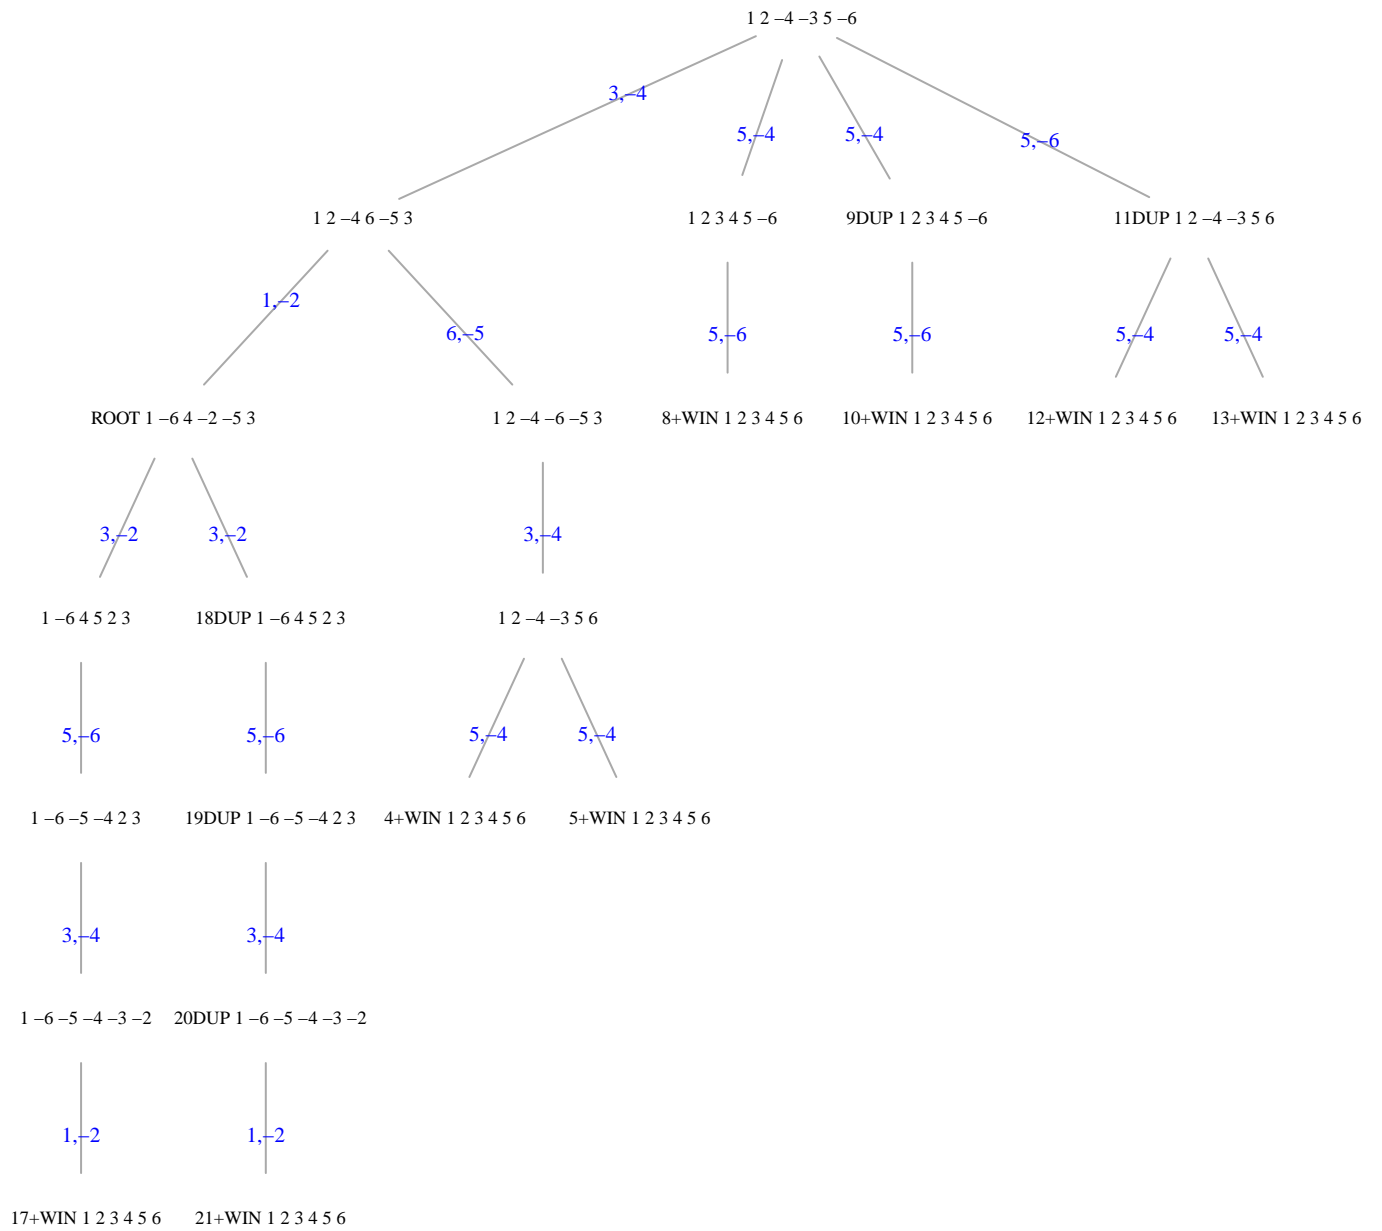 1 2 –4 –3 5 –6
3,–4
5,–4
5,–4
5,–6
1 2 –4 6 –5 3
1 2 3 4 5 –6
9DUP 1 2 3 4 5 –6
11DUP 1 2 –4 –3 5 6
1,–2
6,–5
5,–6
5,–6
5,–4
5,–4
ROOT 1 –6 4 –2 –5 3
1 2 –4 –6 –5 3
8+WIN 1 2 3 4 5 6
10+WIN 1 2 3 4 5 6
12+WIN 1 2 3 4 5 6
13+WIN 1 2 3 4 5 6
3,–2
3,–2
3,–4
1 –6 4 5 2 3
18DUP 1 –6 4 5 2 3
1 2 –4 –3 5 6
5,–6
5,–6
5,–4
5,–4
1 –6 –5 –4 2 3
19DUP 1 –6 –5 –4 2 3
4+WIN 1 2 3 4 5 6
5+WIN 1 2 3 4 5 6
3,–4
3,–4
1 –6 –5 –4 –3 –2
20DUP 1 –6 –5 –4 –3 –2
1,–2
1,–2
17+WIN 1 2 3 4 5 6
21+WIN 1 2 3 4 5 6